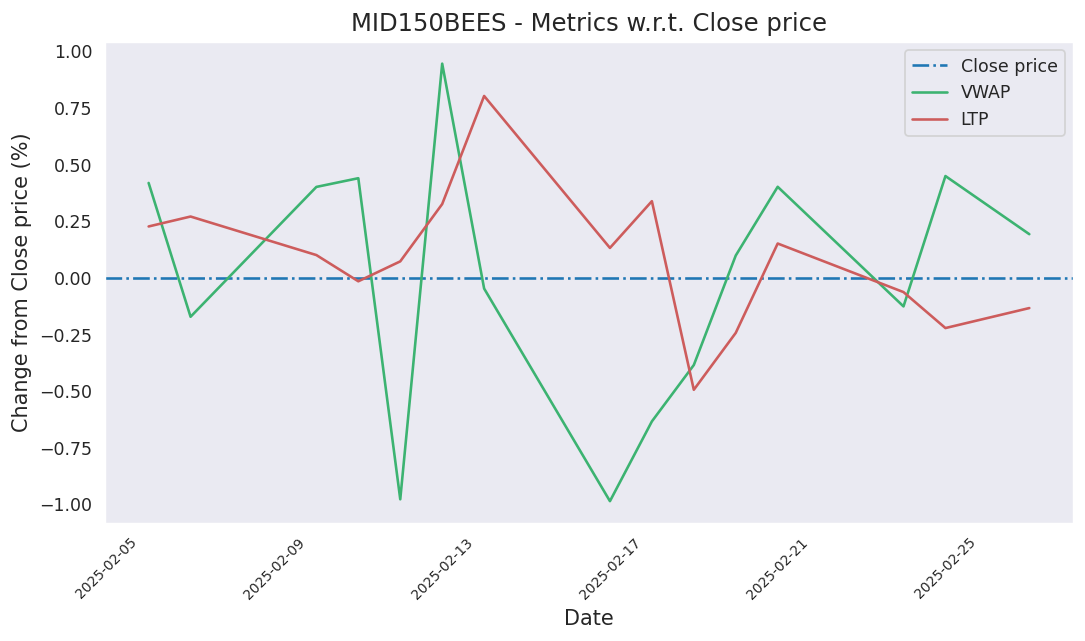 MID150BEES - Metrics w.r.t. Close price
Close price
VWAP
LTP
Change from Close price (%)
1.00
0.75
0.50
0.25
0.00
−0.25
−0.50
−0.75
−1.00
2025-02-05
2025-02-09
2025-02-13
2025-02-17
2025-02-21
2025-02-25
Date